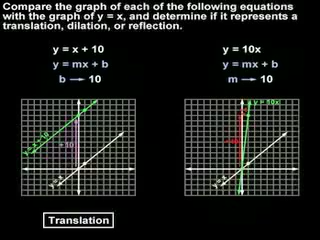 Compare the graph of each of the following equations
with the graph of y = x, and determine if it represents a
translation, dilation, or reflection.
y = x + 10
y = mx + b
b → 10
y = x + 10
+ 10
y = x
Translation
y = 10x
y = mx + b
m → 10
y = 10x
y = x